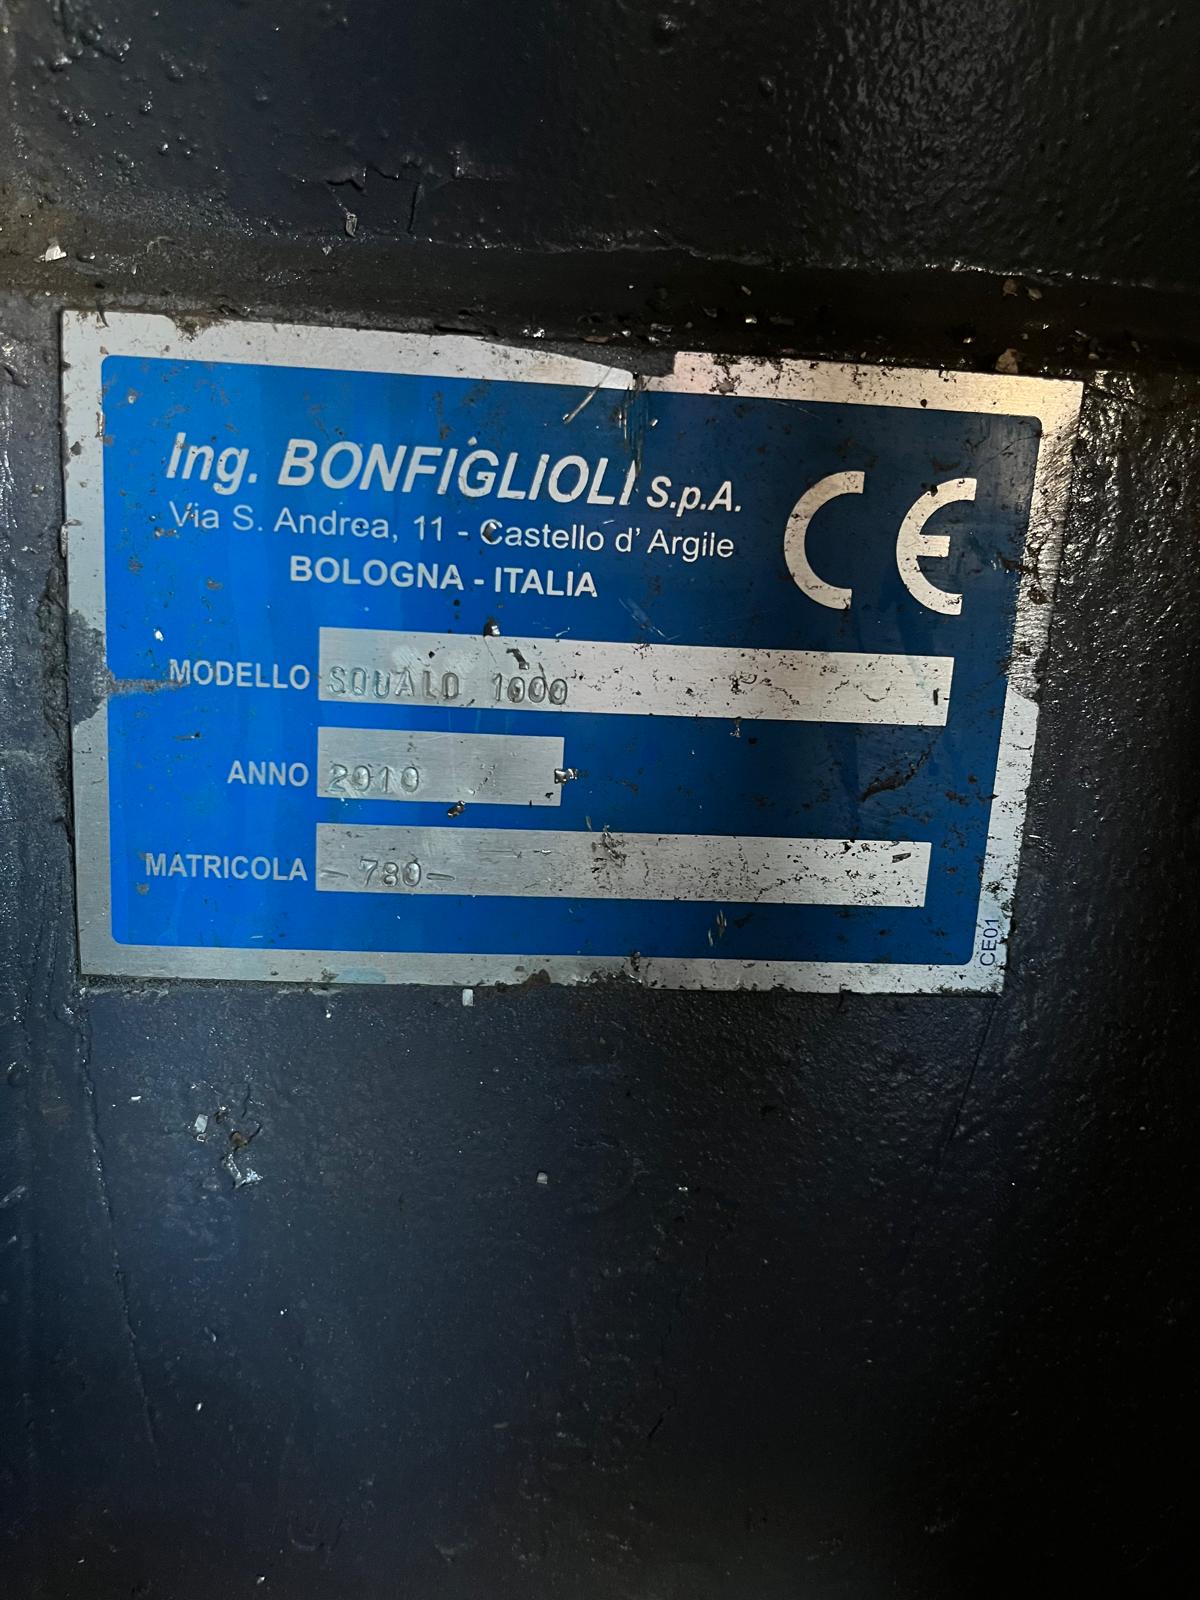 Ing. BONFIGLIOLI S.p.A.
Via S. Andrea, 11 - Castello d' Argile
BOLOGNA - ITALIA
CE
MODELLO SQUALO 1000
ANNO 2010
MATRICOLA -780-
CE01